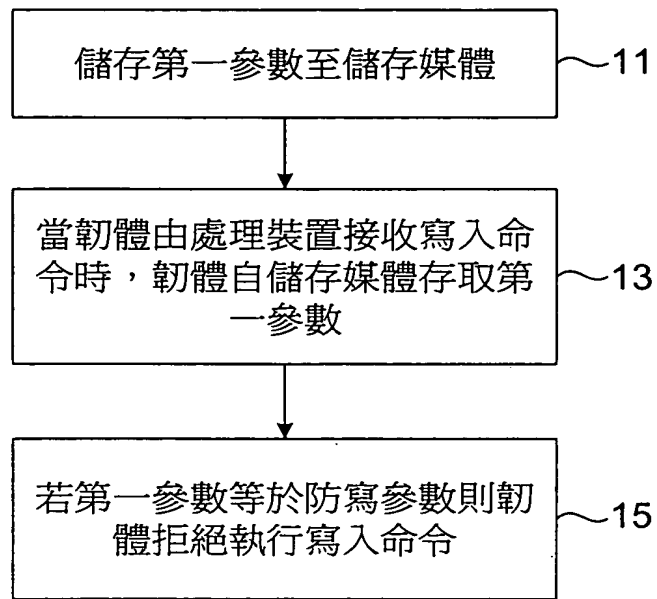 儲存第一參數至儲存媒體
11
當韌體由處理裝置接收寫入命
令時，韌體自儲存媒體存取第
一參數
13
若第一參數等於防寫參數則韌
體拒絕執行寫入命令
15